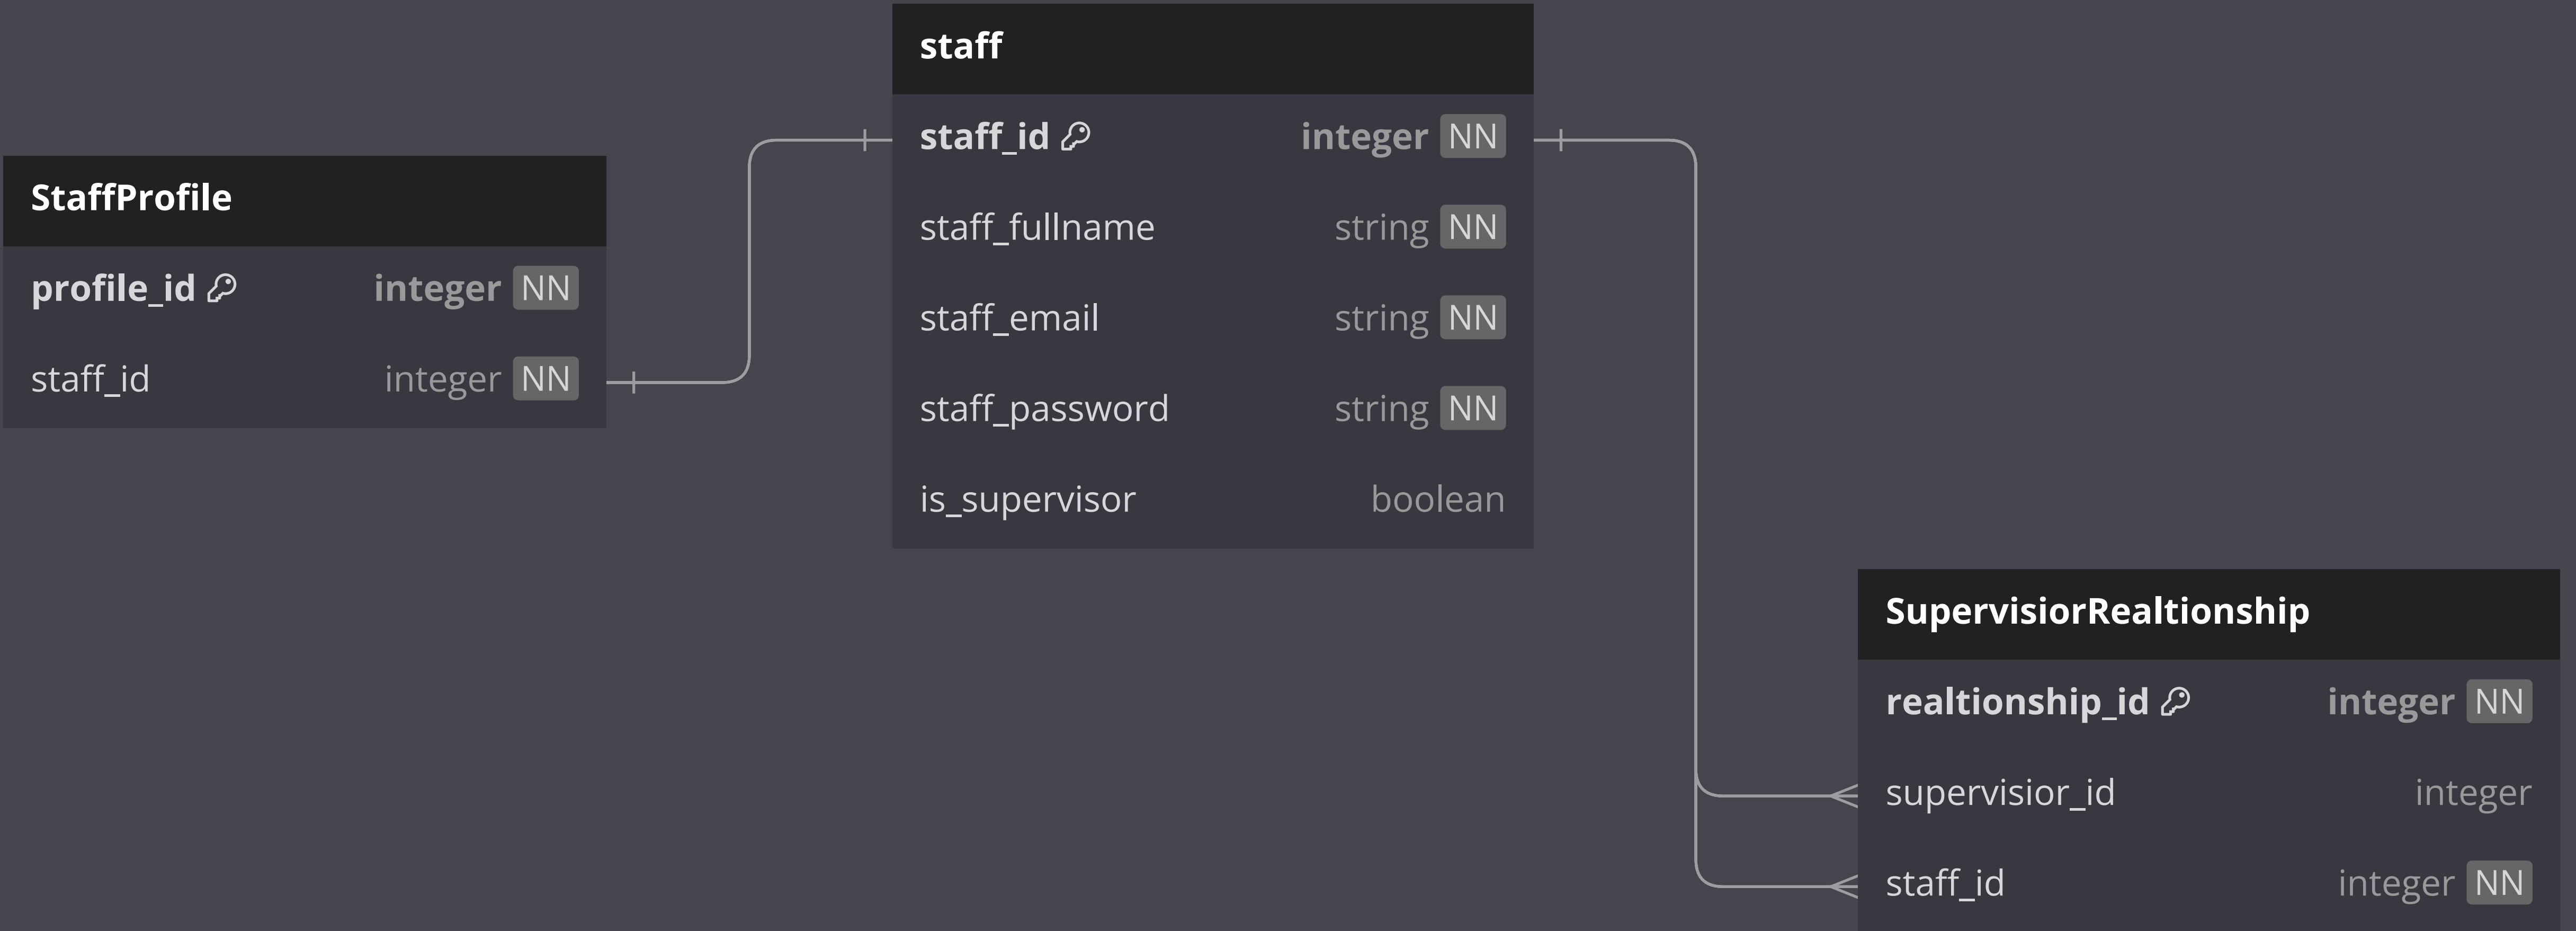 StaffProfile
profile_id integer NN
staff_id integer NN
staff
staff_id integer NN
staff_fullname string NN
staff_email string NN
staff_password string NN
is_supervisor boolean
SupervisiorRealtionship
realtionship_id integer NN
supervisior_id integer
staff_id integer NN